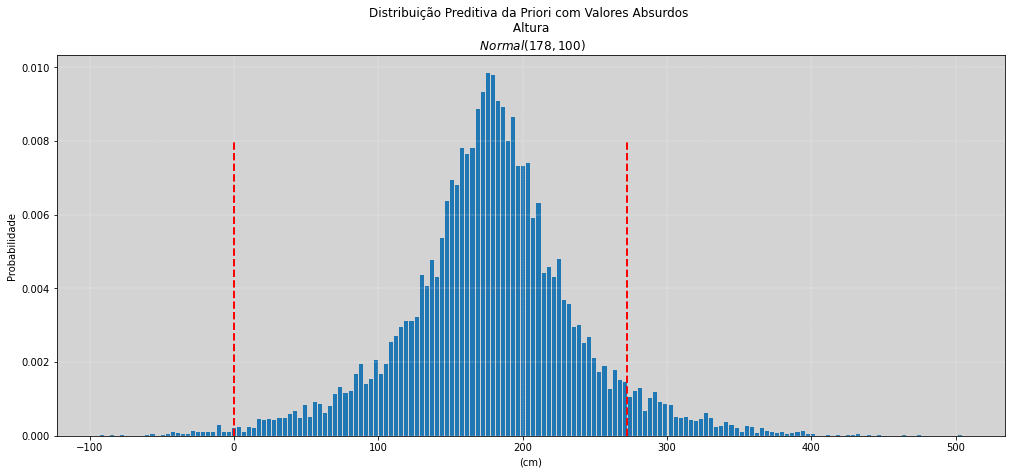 Distribuição Preditiva da Priori com Valores Absurdos
Altura
Normal(178, 100)
0.010
0.008
0.006
0.004
0.002
0.000
Probabilidade
−100
0
100
200
300
400
500
(cm)